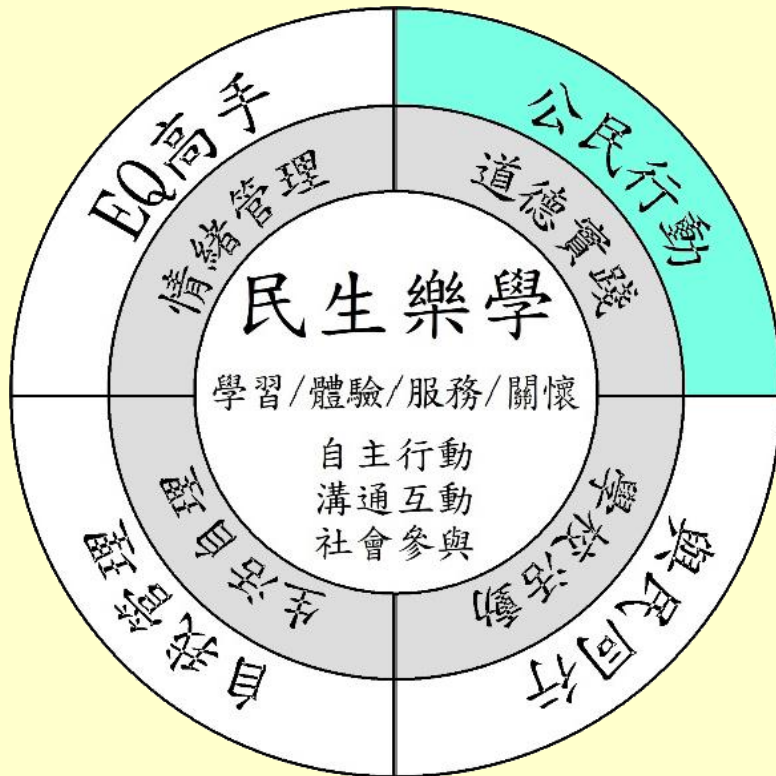 EQ高手
公民行動
情緒管理
道德實踐
民生樂學
學習/體驗/服務/關懷
自主行動
溝通互動
社會參與
生活自理
學校活動
自我管理
與民同行